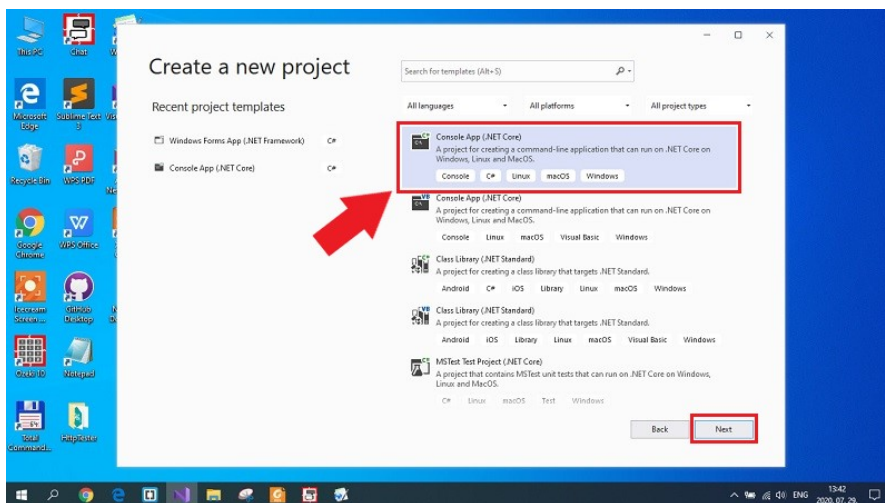 This PC
Chat
Microsoft
Edge
Sublime Text
3
Recycle Bin
WPS PDF
Google
Chrome
WPS Office
Icecream
Screen ...
GitHub
Desktop
Ozeki 10
Notepad
Total
Command...
HttpTester
Create a new project
Search for templates (Alt+S)
Recent project templates
All languages
All platforms
All project types
Windows Forms App (.NET Framework) C#
Console App (.NET Core) C#
Console App (.NET Core)
A project for creating a command-line application that can run on .NET Core on
Windows, Linux and MacOS.
Console C# Linux macOS Windows
Console App (.NET Core)
A project for creating a command-line application that can run on .NET Core on
Windows, Linux and MacOS.
Console Linux macOS Visual Basic Windows
Class Library (.NET Standard)
A project for creating a class library that targets .NET Standard.
Android C# iOS Library Linux macOS Windows
Class Library (.NET Standard)
A project for creating a class library that targets .NET Standard.
Android iOS Library Linux macOS Visual Basic Windows
MSTest Test Project (.NET Core)
A project that contains MSTest unit tests that can run on .NET Core on Windows,
Linux and MacOS.
C# Linux macOS Test Windows
Back
Next
ENG
13:42
2020. 07. 29.